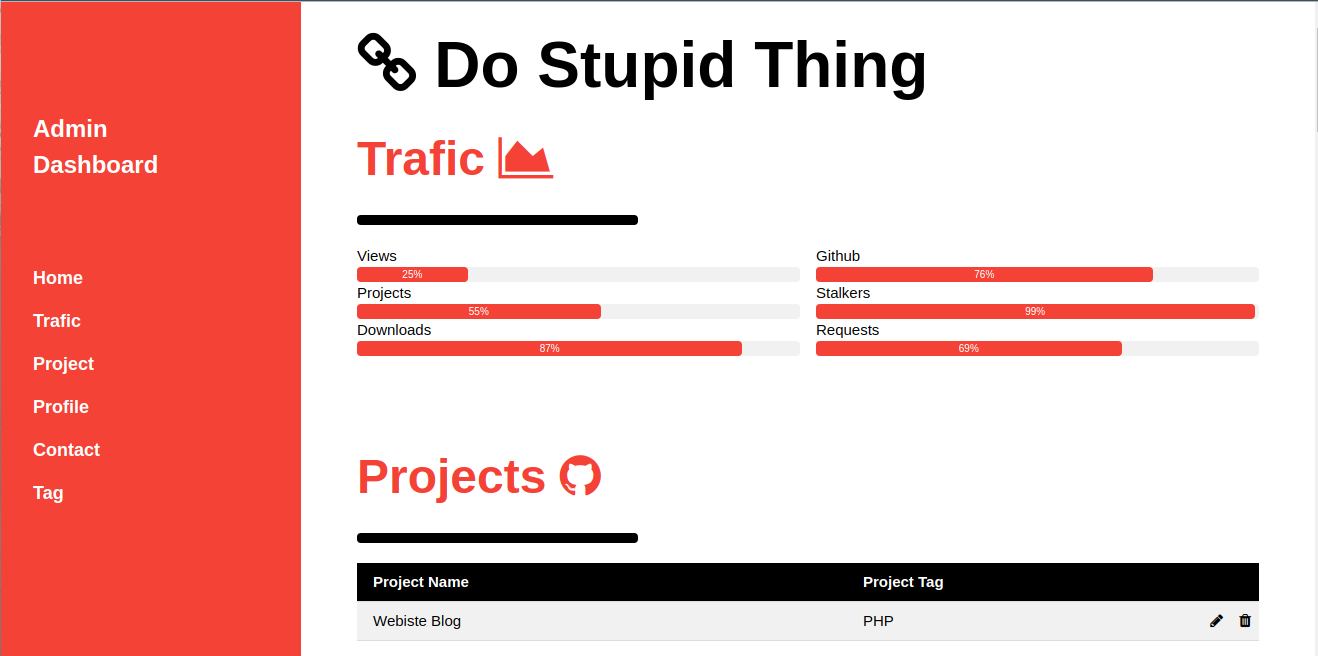 Admin
Dashboard
Home
Trafic
Project
Profile
Contact
Tag
Do Stupid Thing
Trafic
Views
25%
Projects
55%
Downloads
87%
Github
76%
Stalkers
99%
Requests
69%
Projects
Project Name Project Tag
Webiste Blog PHP